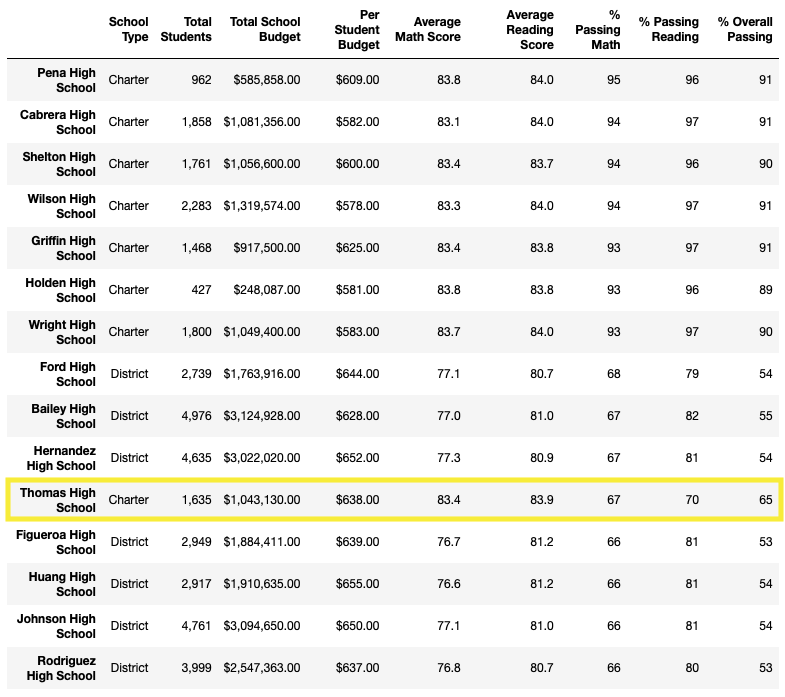 School Type Total Students Total School Budget Per Student Budget Average Math Score Average Reading Score % Passing Math % Passing Reading % Overall Passing
Pena High School Charter 962 $585,858.00 $609.00 83.8 84.0 95 96 91
Cabrera High School Charter 1,858 $1,081,356.00 $582.00 83.1 84.0 94 97 91
Shelton High School Charter 1,761 $1,056,600.00 $600.00 83.4 83.7 94 96 90
Wilson High School Charter 2,283 $1,319,574.00 $578.00 83.3 84.0 94 97 91
Griffin High School Charter 1,468 $917,500.00 $625.00 83.4 83.8 93 97 91
Holden High School Charter 427 $248,087.00 $581.00 83.8 83.8 93 96 89
Wright High School Charter 1,800 $1,049,400.00 $583.00 83.7 84.0 93 97 90
Ford High School District 2,739 $1,763,916.00 $644.00 77.1 80.7 68 79 54
Bailey High School District 4,976 $3,124,928.00 $628.00 77.0 81.0 67 82 55
Hernandez High School District 4,635 $3,022,020.00 $652.00 77.3 80.9 67 81 54
Thomas High School Charter 1,635 $1,043,130.00 $638.00 83.4 83.9 67 70 65
Figueroa High School District 2,949 $1,884,411.00 $639.00 76.7 81.2 66 81 53
Huang High School District 2,917 $1,910,635.00 $655.00 76.6 81.2 66 81 54
Johnson High School District 4,761 $3,094,650.00 $650.00 77.1 81.0 66 81 54
Rodriguez High School District 3,999 $2,547,363.00 $637.00 76.8 80.7 66 80 53